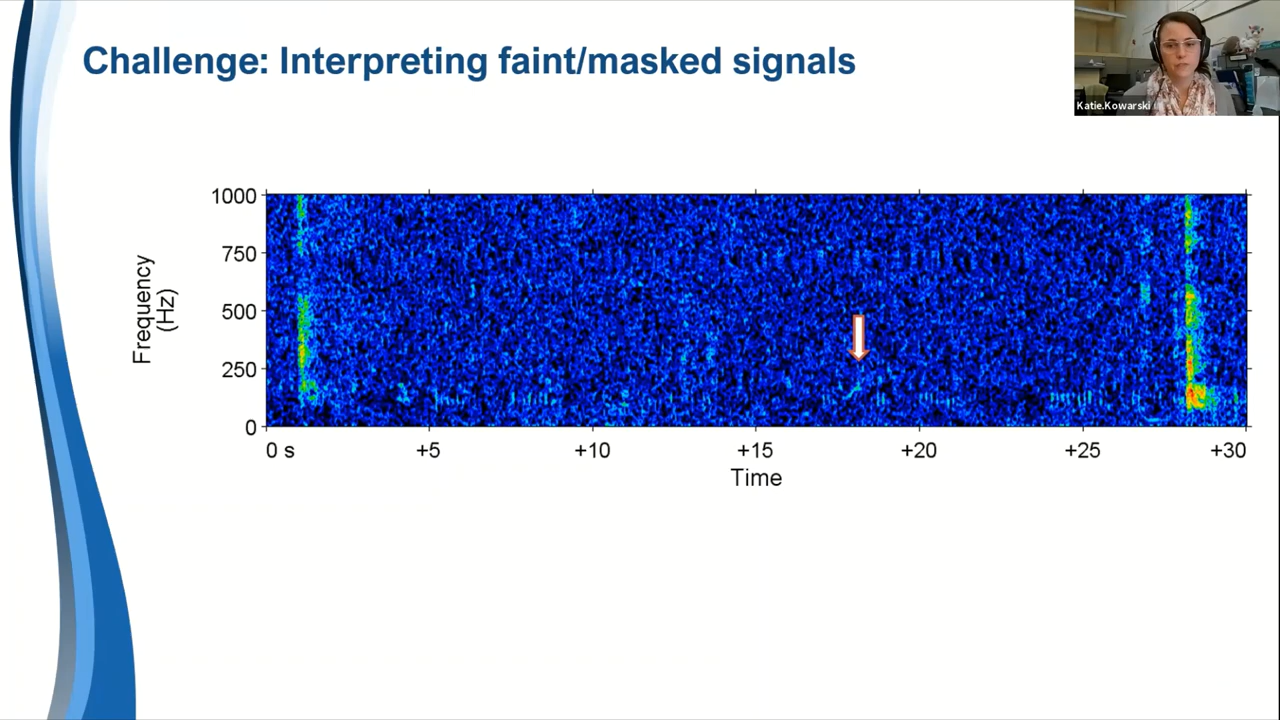 Challenge: Interpreting faint/masked signals
Katie.Kowarski
Frequency
(Hz)
1000
750
500
250
0
0 s +5 +10 +15 +20 +25 +30
Time